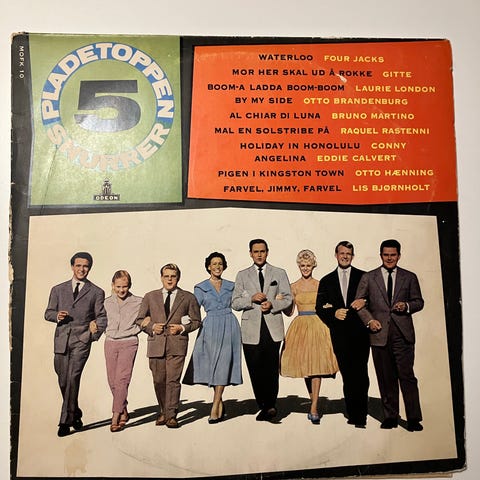 MOFK 10
PLADETOPPEN
5
SMURRER
ODEON
WATERLOO FOUR JACKS
MOR HER SKAL UD Å ROKKE GITTE
BOOM-A LADDA BOOM-BOOM LAURIE LONDON
BY MY SIDE OTTO BRANDENBURG
AL CHIAR DI LUNA BRUNO MARTINO
MAL EN SOLSTRIBE PÅ RAQUEL RASTENNI
HOLIDAY IN HONOLULU CONNY
ANGELINA EDDIE CALVERT
PIGEN I KINGSTON TOWN OTTO HÆNNING
FARVEL, JIMMY, FARVEL LIS BJØRNHOLT